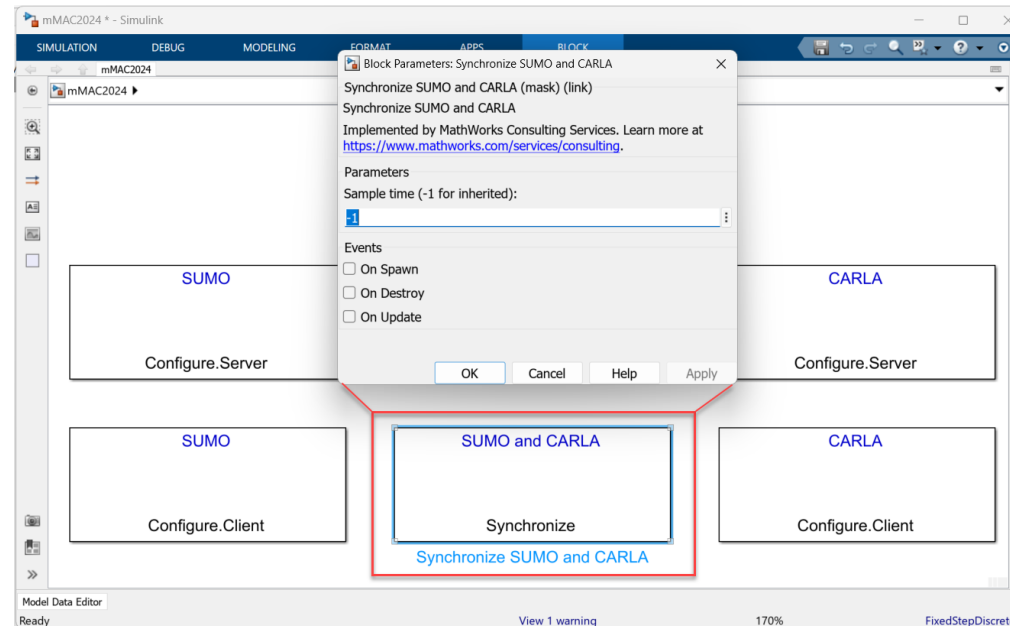 mMAC2024 * - Simulink
SIMULATION DEBUG MODELING FORMAT APPS BLOCK
mMAC2024
mMAC2024
Block Parameters: Synchronize SUMO and CARLA
Synchronize SUMO and CARLA (mask) (link)
Synchronize SUMO and CARLA
Implemented by MathWorks Consulting Services. Learn more at
https://www.mathworks.com/services/consulting.
Parameters
Sample time (-1 for inherited):
-1
Events
On Spawn
On Destroy
On Update
OK Cancel Help Apply
SUMO
Configure.Server
CARLA
Configure.Server
SUMO
Configure.Client
SUMO and CARLA
Synchronize
Synchronize SUMO and CARLA
CARLA
Configure.Client
Model Data Editor
Ready View 1 warning 170% FixedStepDiscret